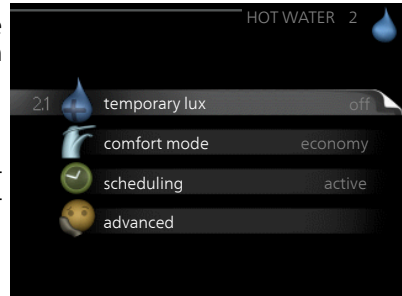 HOT WATER 2
2.1 temporary lux off
comfort mode economy
scheduling active
advanced